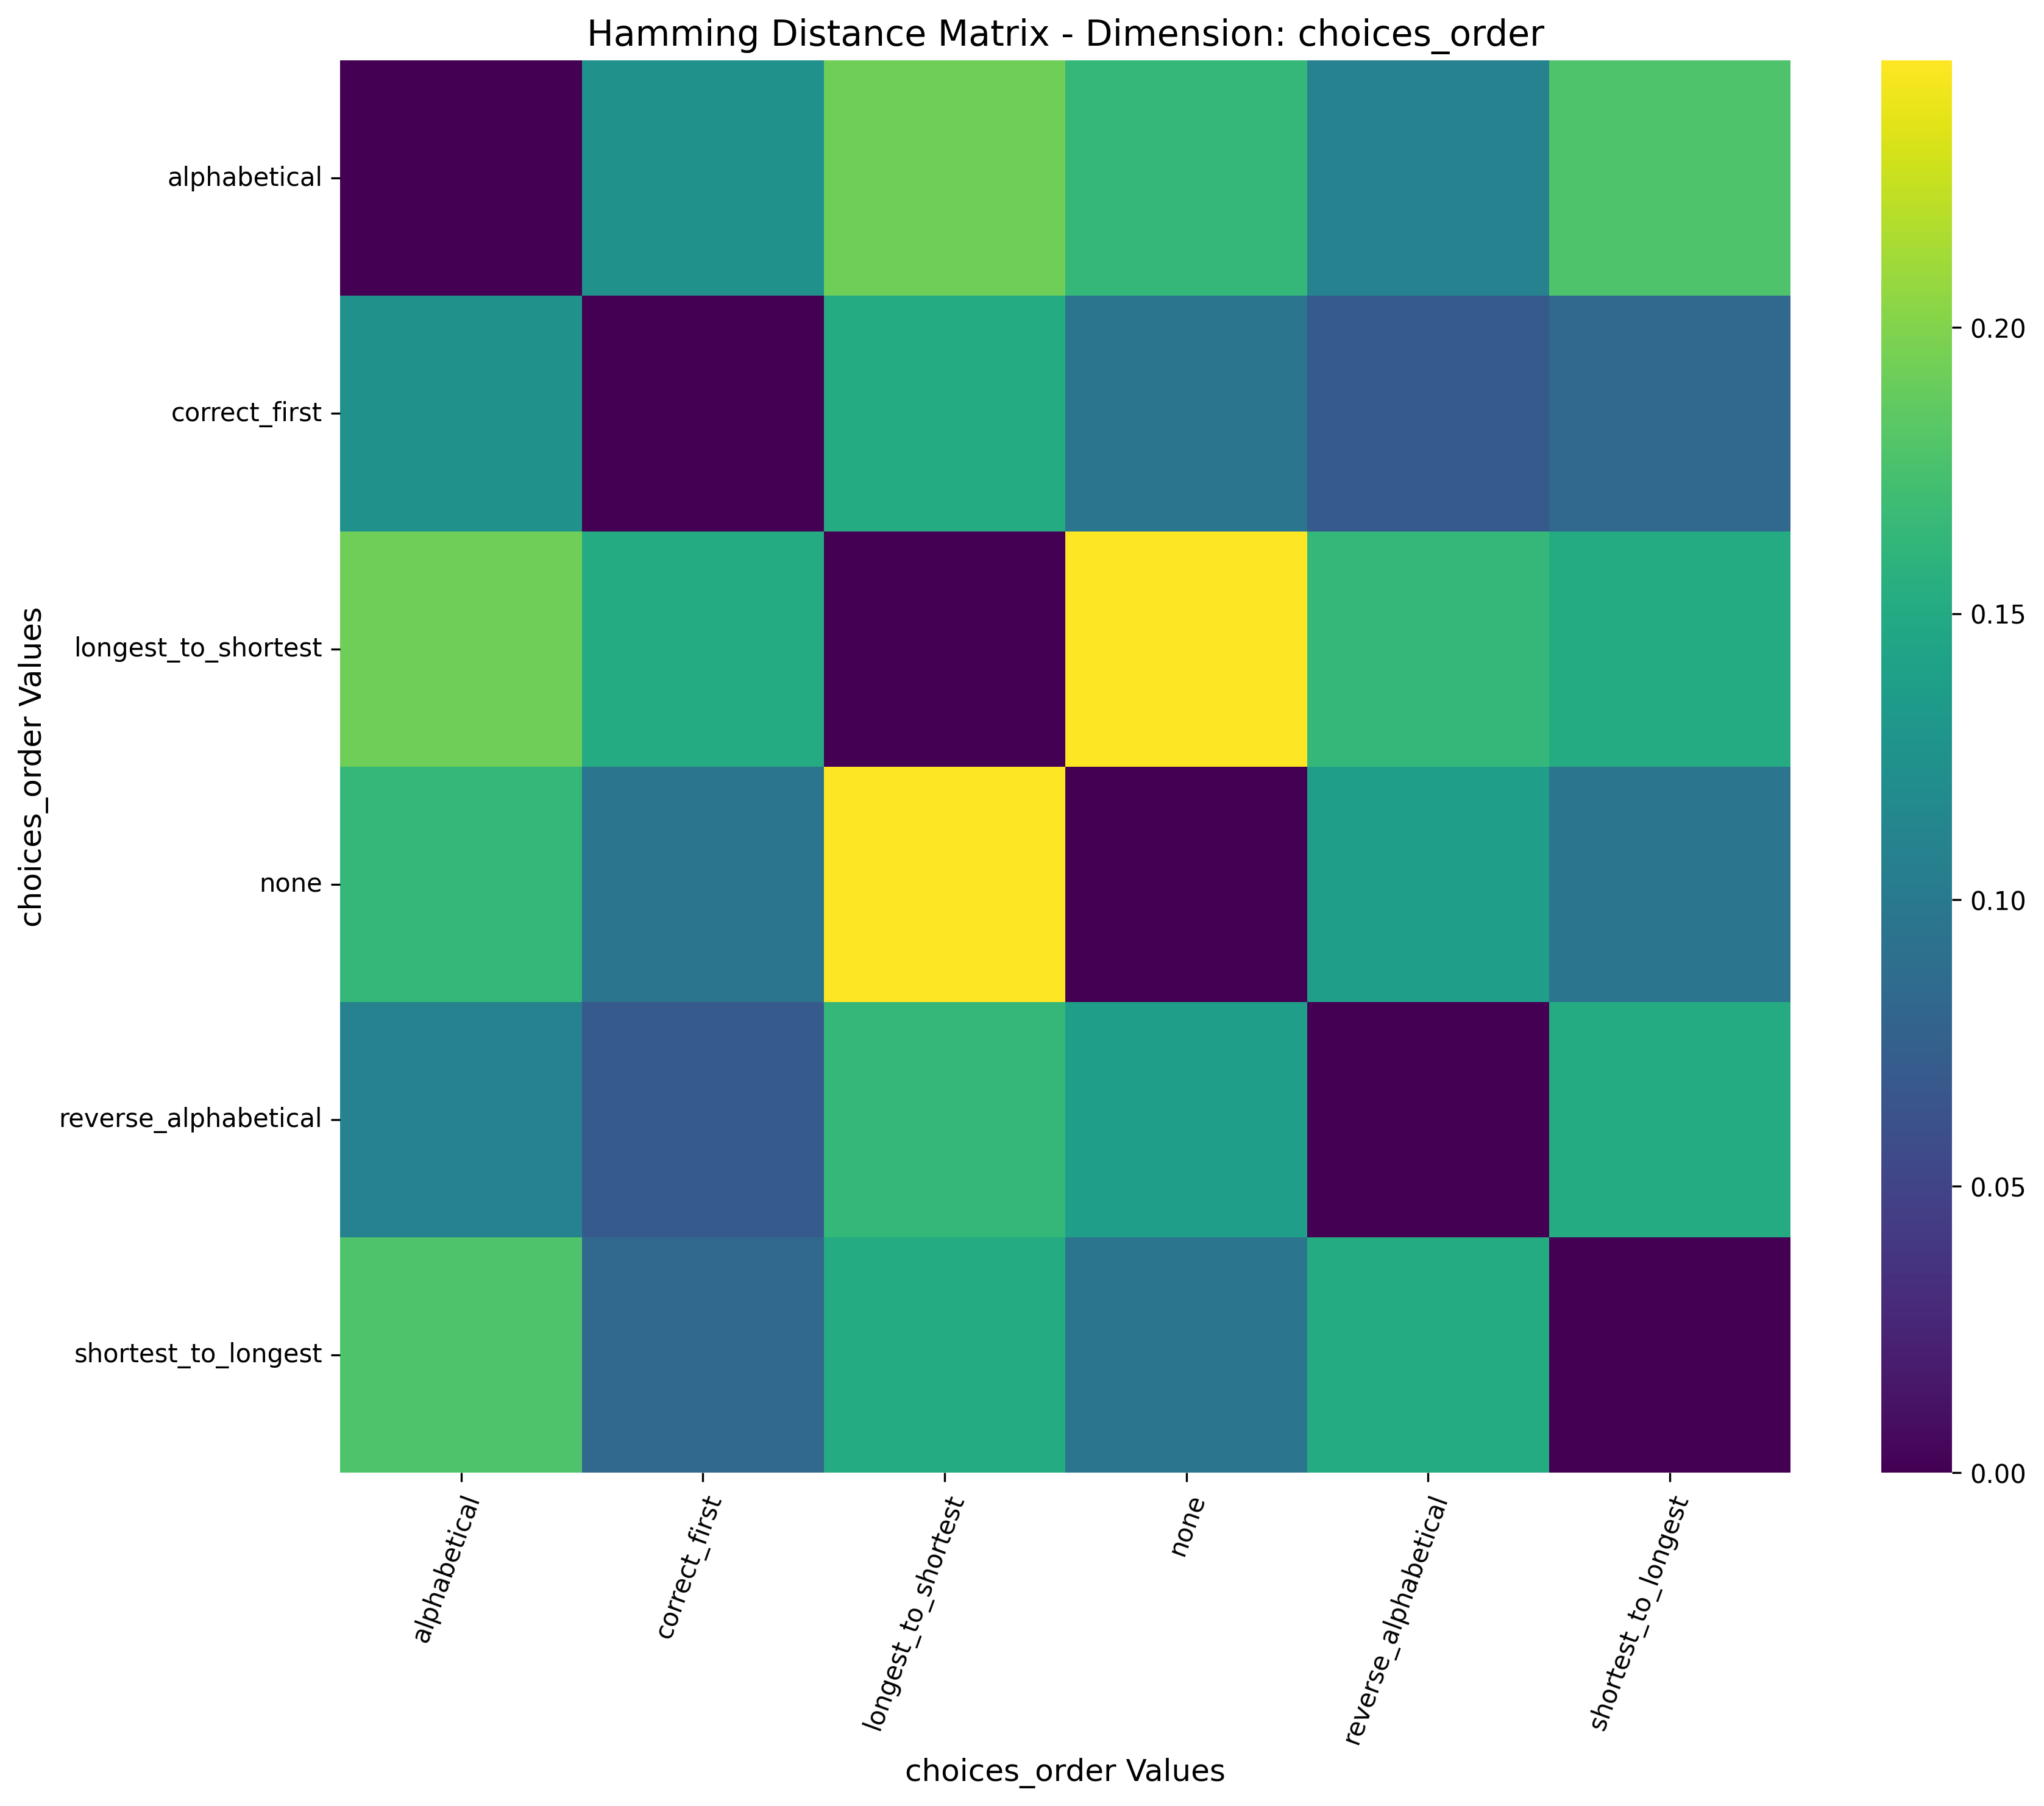 Hamming Distance Matrix - Dimension: choices_order
choices_order Values
alphabetical
correct_first
longest_to_shortest
none
reverse_alphabetical
shortest_to_longest
alphabetical
correct_first
longest_to_shortest
none
reverse_alphabetical
shortest_to_longest
choices_order Values
0.20
0.15
0.10
0.05
0.00